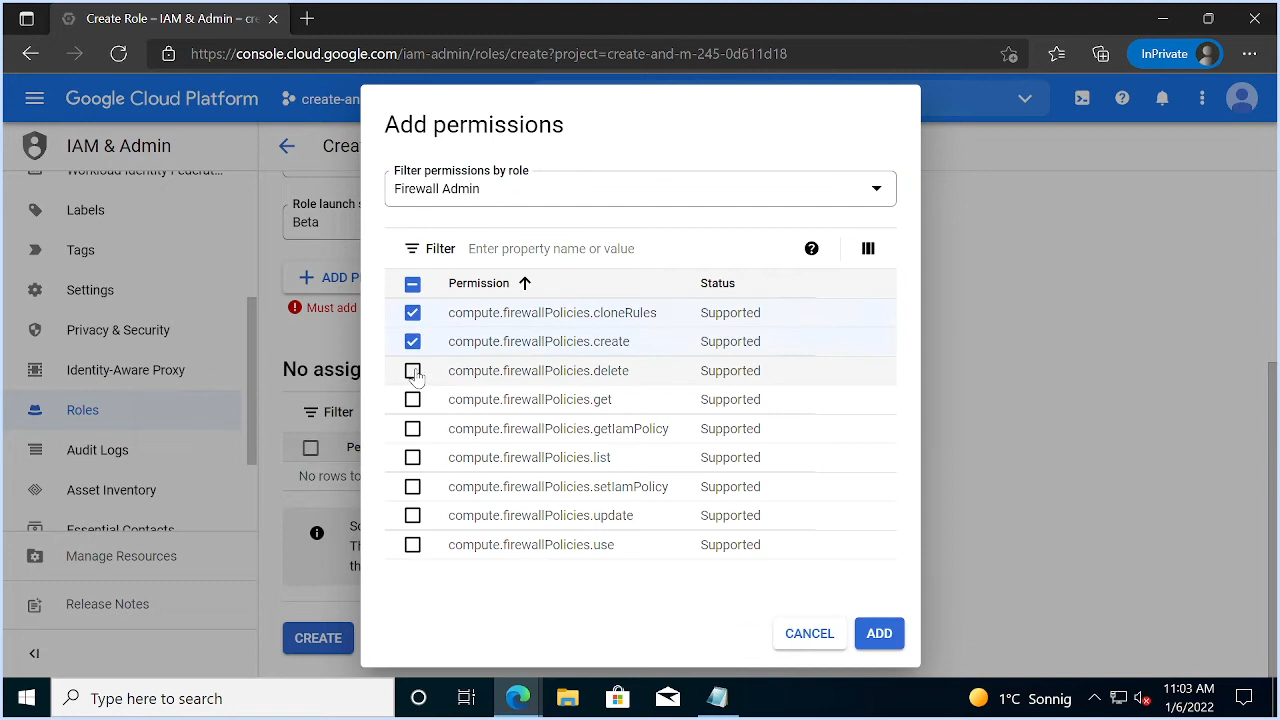 Create Role – IAM & Admin – cre
https://console.cloud.google.com/iam-admin/roles/create?project=create-and-m-245-0d611d18
InPrivate
Google Cloud Platform
create-an
IAM & Admin
Crea
Workload Identity Federat...
Labels
Tags
Settings
Privacy & Security
Identity-Aware Proxy
Roles
Audit Logs
Asset Inventory
Essential Contacts
Manage Resources
Release Notes
Role launch s
Beta
ADD P
Must add
No assig
Filter
Pe
No rows to
So
Th
th
CREATE
Add permissions
Filter permissions by role
Firewall Admin
Filter Enter property name or value
Permission Status
compute.firewallPolicies.cloneRules Supported
compute.firewallPolicies.create Supported
compute.firewallPolicies.delete Supported
compute.firewallPolicies.get Supported
compute.firewallPolicies.getIamPolicy Supported
compute.firewallPolicies.list Supported
compute.firewallPolicies.setIamPolicy Supported
compute.firewallPolicies.update Supported
compute.firewallPolicies.use Supported
CANCEL ADD
Type here to search
1°C Sonnig
11:03 AM
1/6/2022